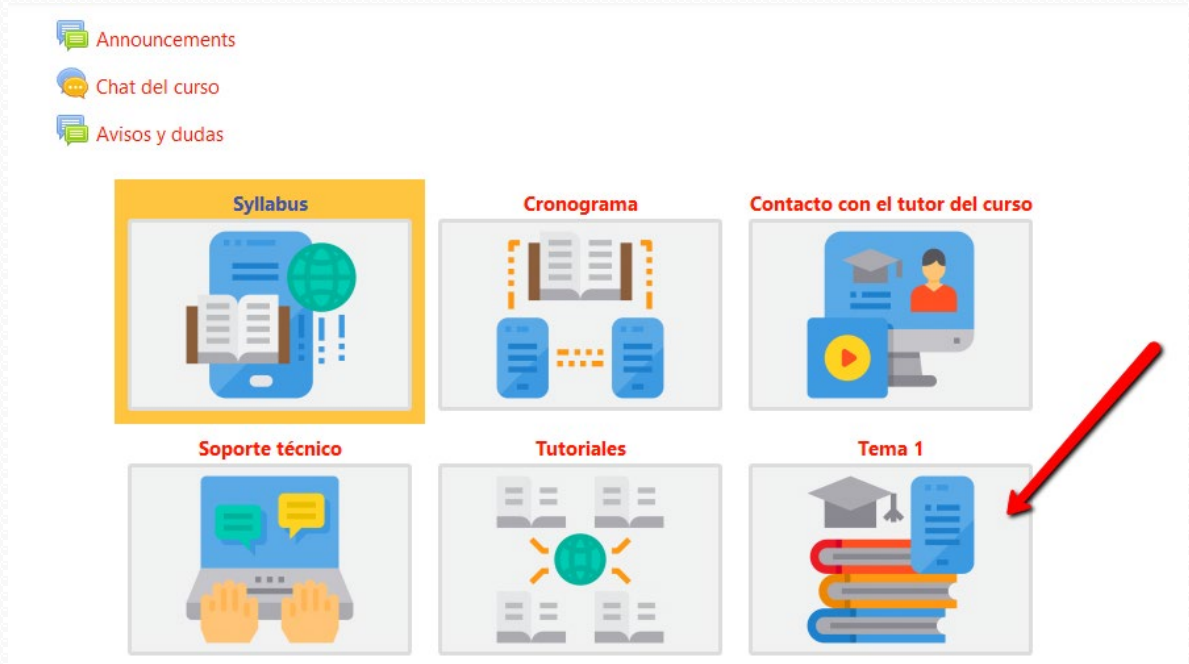 Announcements
Chat del curso
Avisos y dudas
Syllabus
Cronograma
Contacto con el tutor del curso
Soporte técnico
Tutoriales
Tema 1